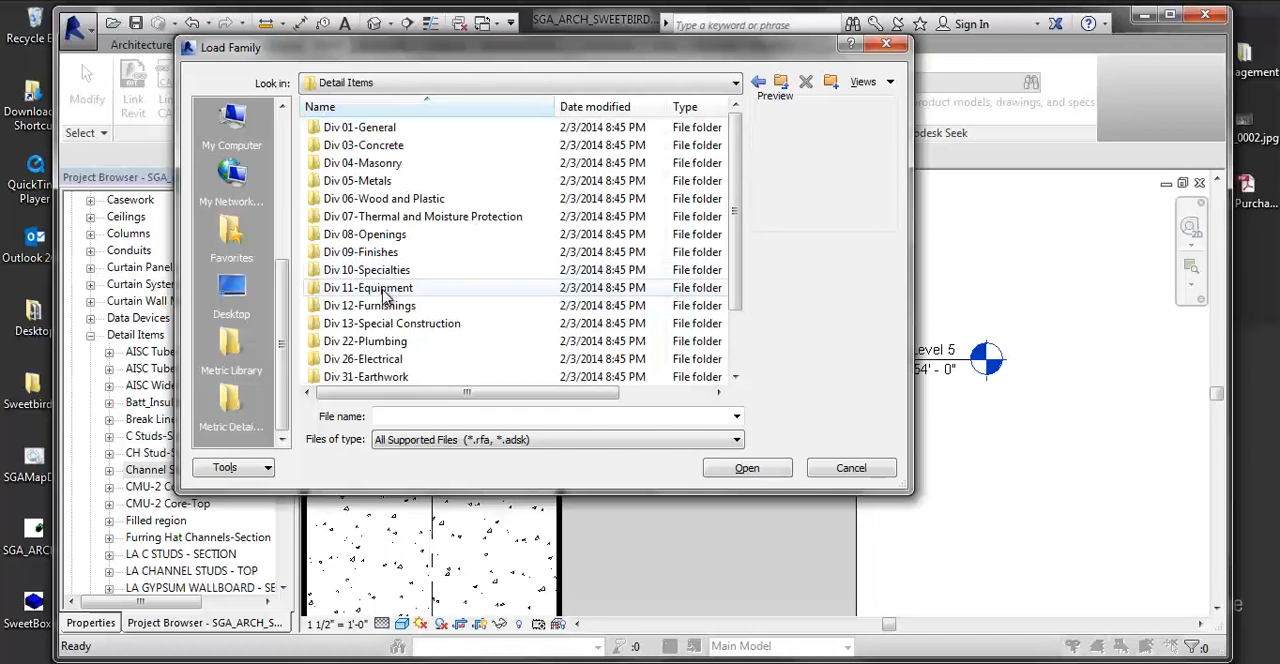 Recycle B
Downloa
Shortcu
QuickTin
Player
Outlook 20
Deskto
Sweetbird
SGAMapD
SGA_ARCH
SweetBox
SGA_ARCH_SWEETBIRD...
Type a keyword or phrase
Sign In
Architecture
Modify
Link
Revit
Select
product models, drawings, and specs
odesk Seek
Project Browser - SGA_ARCH_S
Casework
Ceilings
Columns
Conduits
Curtain Panel
Curtain System
Curtain Wall M
Data Devices
Detail Items
AISC Tube
AISC Tube
AISC Wide
Batt_Insu
Break Line
C Studs-S
CH Stud-S
Channel S
CMU-2 Cor
CMU-2 Core-Top
Filled region
Furring Hat Channels-Section
LA C STUDS - SECTION
LA CHANNEL STUDS - TOP
LA GYPSUM WALLBOARD - SE
Properties
Project Browser - SGA_ARCH_S...
Ready
Load Family
Look in:
Detail Items
Views
My Computer
My Network...
Favorites
Desktop
Metric Library
Metric Detai...
Name Date modified Type
Div 01-General 2/3/2014 8:45 PM File folder
Div 03-Concrete 2/3/2014 8:45 PM File folder
Div 04-Masonry 2/3/2014 8:45 PM File folder
Div 05-Metals 2/3/2014 8:45 PM File folder
Div 06-Wood and Plastic 2/3/2014 8:45 PM File folder
Div 07-Thermal and Moisture Protection 2/3/2014 8:45 PM File folder
Div 08-Openings 2/3/2014 8:45 PM File folder
Div 09-Finishes 2/3/2014 8:45 PM File folder
Div 10-Specialties 2/3/2014 8:45 PM File folder
Div 11-Equipment 2/3/2014 8:45 PM File folder
Div 12-Furnishings 2/3/2014 8:45 PM File folder
Div 13-Special Construction 2/3/2014 8:45 PM File folder
Div 22-Plumbing 2/3/2014 8:45 PM File folder
Div 26-Electrical 2/3/2014 8:45 PM File folder
Div 31-Earthwork 2/3/2014 8:45 PM File folder
Preview
File name:
Files of type: All Supported Files (*.rfa, *.adsk)
Tools
Open
Cancel
evel 5
54' - 0"
2D
1 1/2" = 1'-0"
:0
Main Model
:0
agement
_0002.jpg
Purcha...